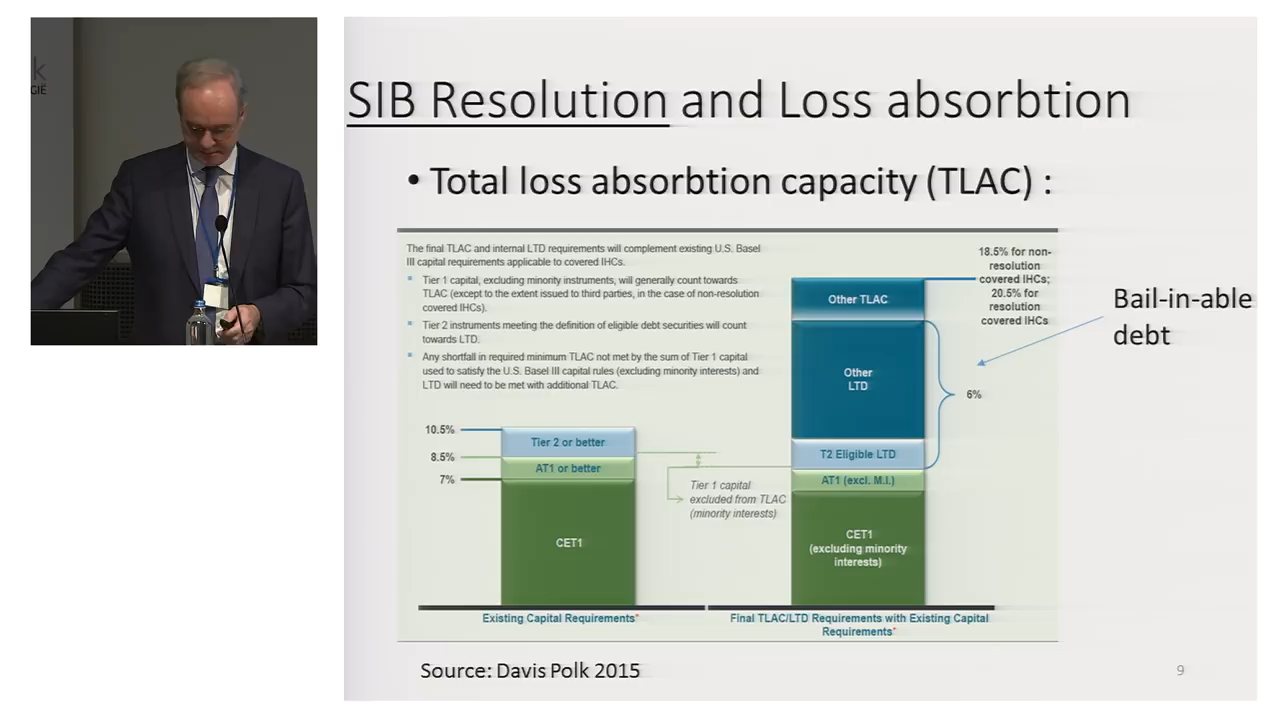 k
GIË
SIB Resolution and Loss absorbtion
• Total loss absorbtion capacity (TLAC) :
The final TLAC and internal LTD requirements will complement existing U.S. Basel
III capital requirements applicable to covered IHCs.
Tier 1 capital, excluding minority instruments, will generally count towards
TLAC (except to the extent issued to third parties, in the case of non-resolution
covered IHCs).
Tier 2 instruments meeting the definition of eligible debt securities will count
towards LTD.
Any shortfall in required minimum TLAC not met by the sum of Tier 1 capital
used to satisfy the U.S. Basel III capital rules (excluding minority interests) and
LTD will need to be met with additional TLAC.
10.5%
8.5%
7%
Tier 2 or better
AT1 or better
CET1
Existing Capital Requirements*
Tier 1 capital
excluded from TLAC
(minority interests)
Other TLAC
Other
LTD
T2 Eligible LTD
AT1 (excl. M.I.)
CET1
(excluding minority
interests)
Final TLAC/LTD Requirements with Existing Capital
Requirements*
18.5% for non-
resolution
covered IHCs;
20.5% for
resolution
covered IHCs
6%
Bail-in-able
debt
Source: Davis Polk 2015
9